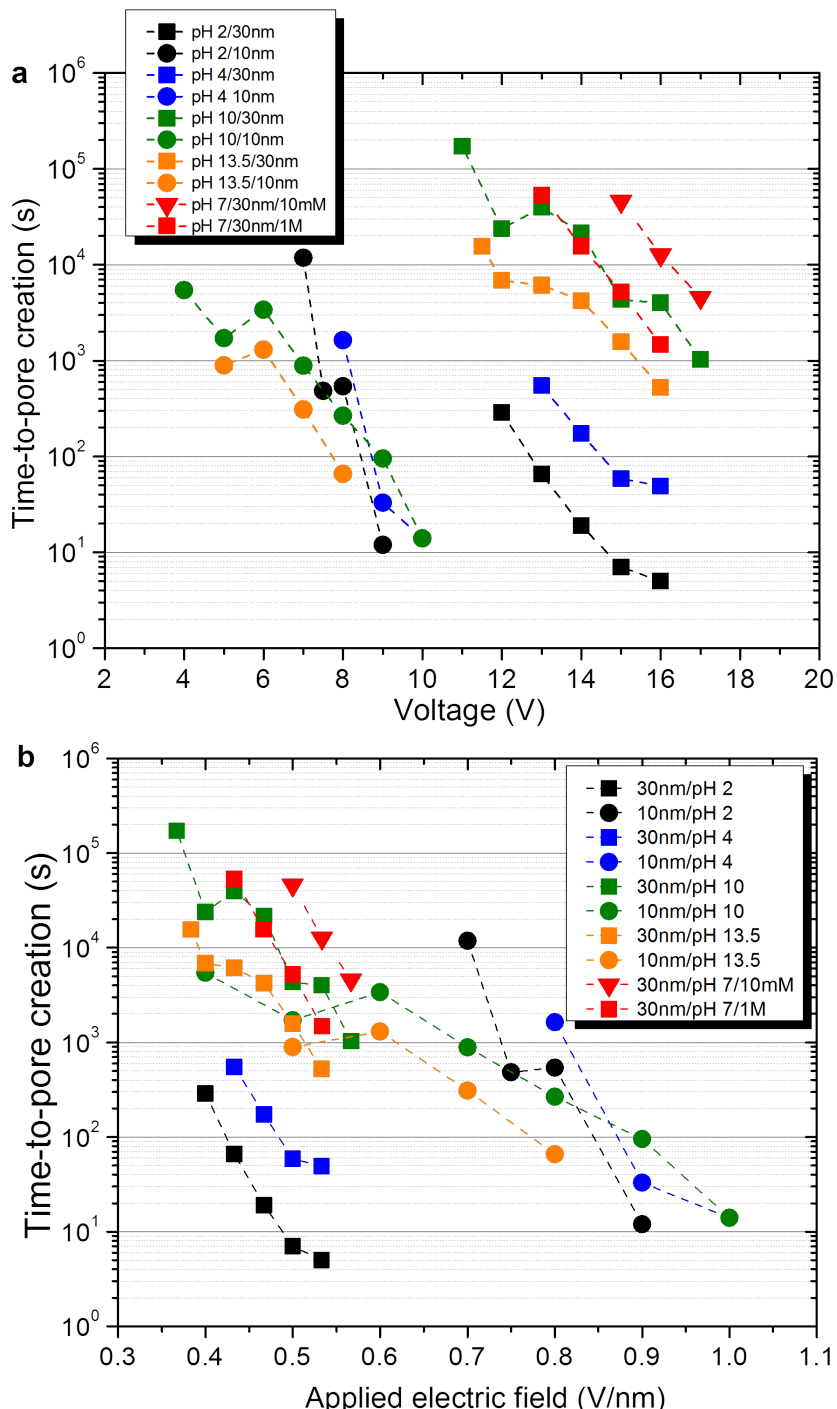 a
pH 2/30nm
pH 2/10nm
pH 4/30nm
pH 4 10nm
pH 10/30nm
pH 10/10nm
pH 13.5/30nm
pH 13.5/10nm
pH 7/30nm/10mM
pH 7/30nm/1M
Time-to-pore creation (s)
10^6
10^5
10^4
10^3
10^2
10^1
10^0
2 4 6 8 10 12 14 16 18 20
Voltage (V)
b
30nm/pH 2
10nm/pH 2
30nm/pH 4
10nm/pH 4
30nm/pH 10
10nm/pH 10
30nm/pH 13.5
10nm/pH 13.5
30nm/pH 7/10mM
30nm/pH 7/1M
Time-to-pore creation (s)
10^6
10^5
10^4
10^3
10^2
10^1
10^0
0.3 0.4 0.5 0.6 0.7 0.8 0.9 1.0 1.1
Applied electric field (V/nm)